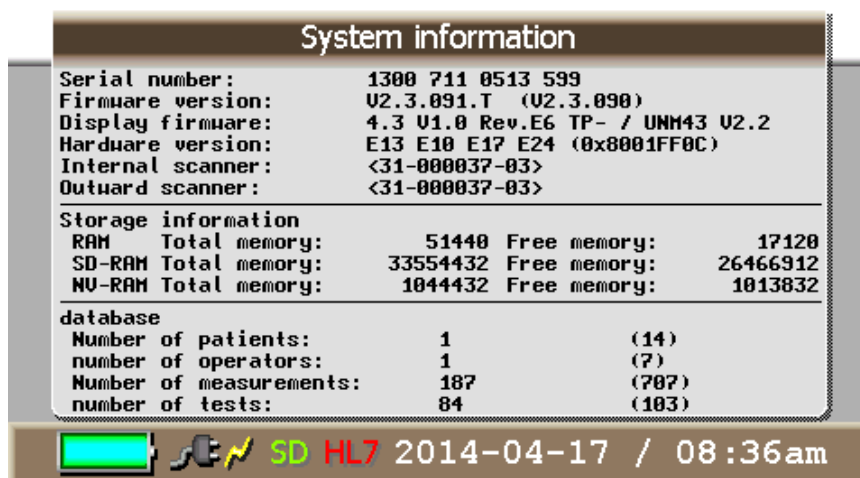 System information
Serial number: 1300 711 0513 599
Firmware version: V2.3.091.T (V2.3.090)
Display firmware: 4.3 V1.0 Rev.E6 TP- / UNM43 V2.2
Hardware version: E13 E10 E17 E24 (0x8001FF0C)
Internal scanner: <31-000037-03>
Outward scanner: <31-000037-03>
Storage information
RAM Total memory: 51440 Free memory: 17120
SD-RAM Total memory: 33554432 Free memory: 26466912
NV-RAM Total memory: 1044432 Free memory: 1013832
database
Number of patients: 1 (14)
number of operators: 1 (7)
Number of measurements: 187 (707)
number of tests: 84 (103)
SD HL7 2014-04-17 / 08:36am